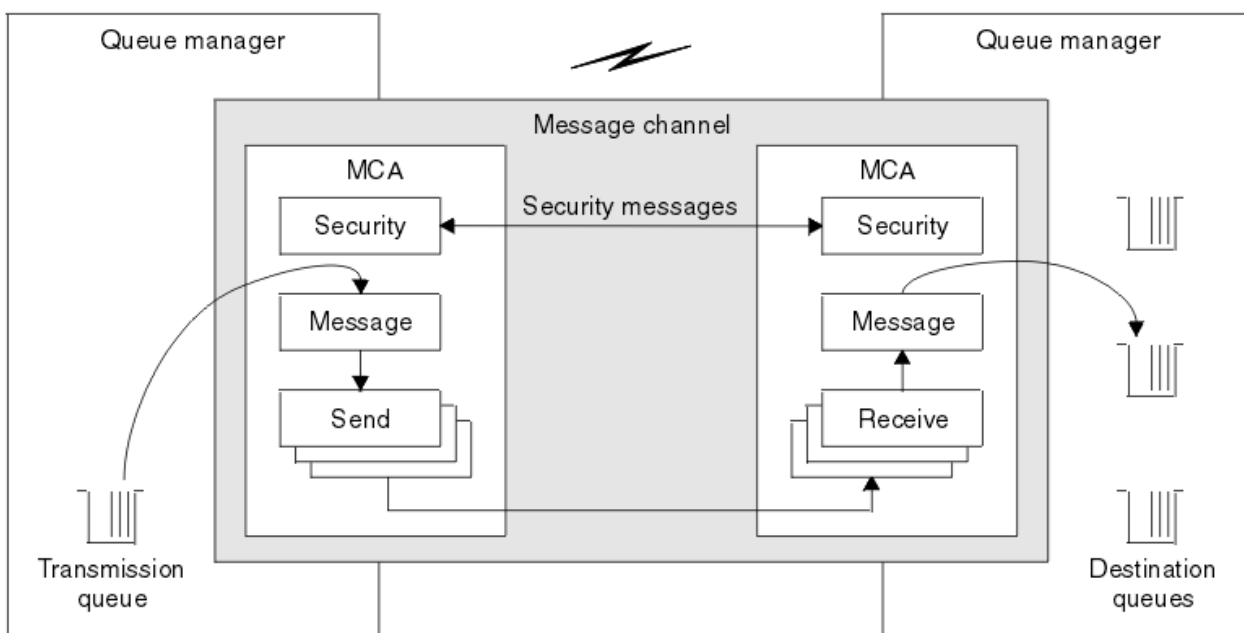 Queue manager
Queue manager
Message channel
MCA
MCA
Security
Security messages
Security
Message
Message
Send
Receive
Transmission
queue
Destination
queues